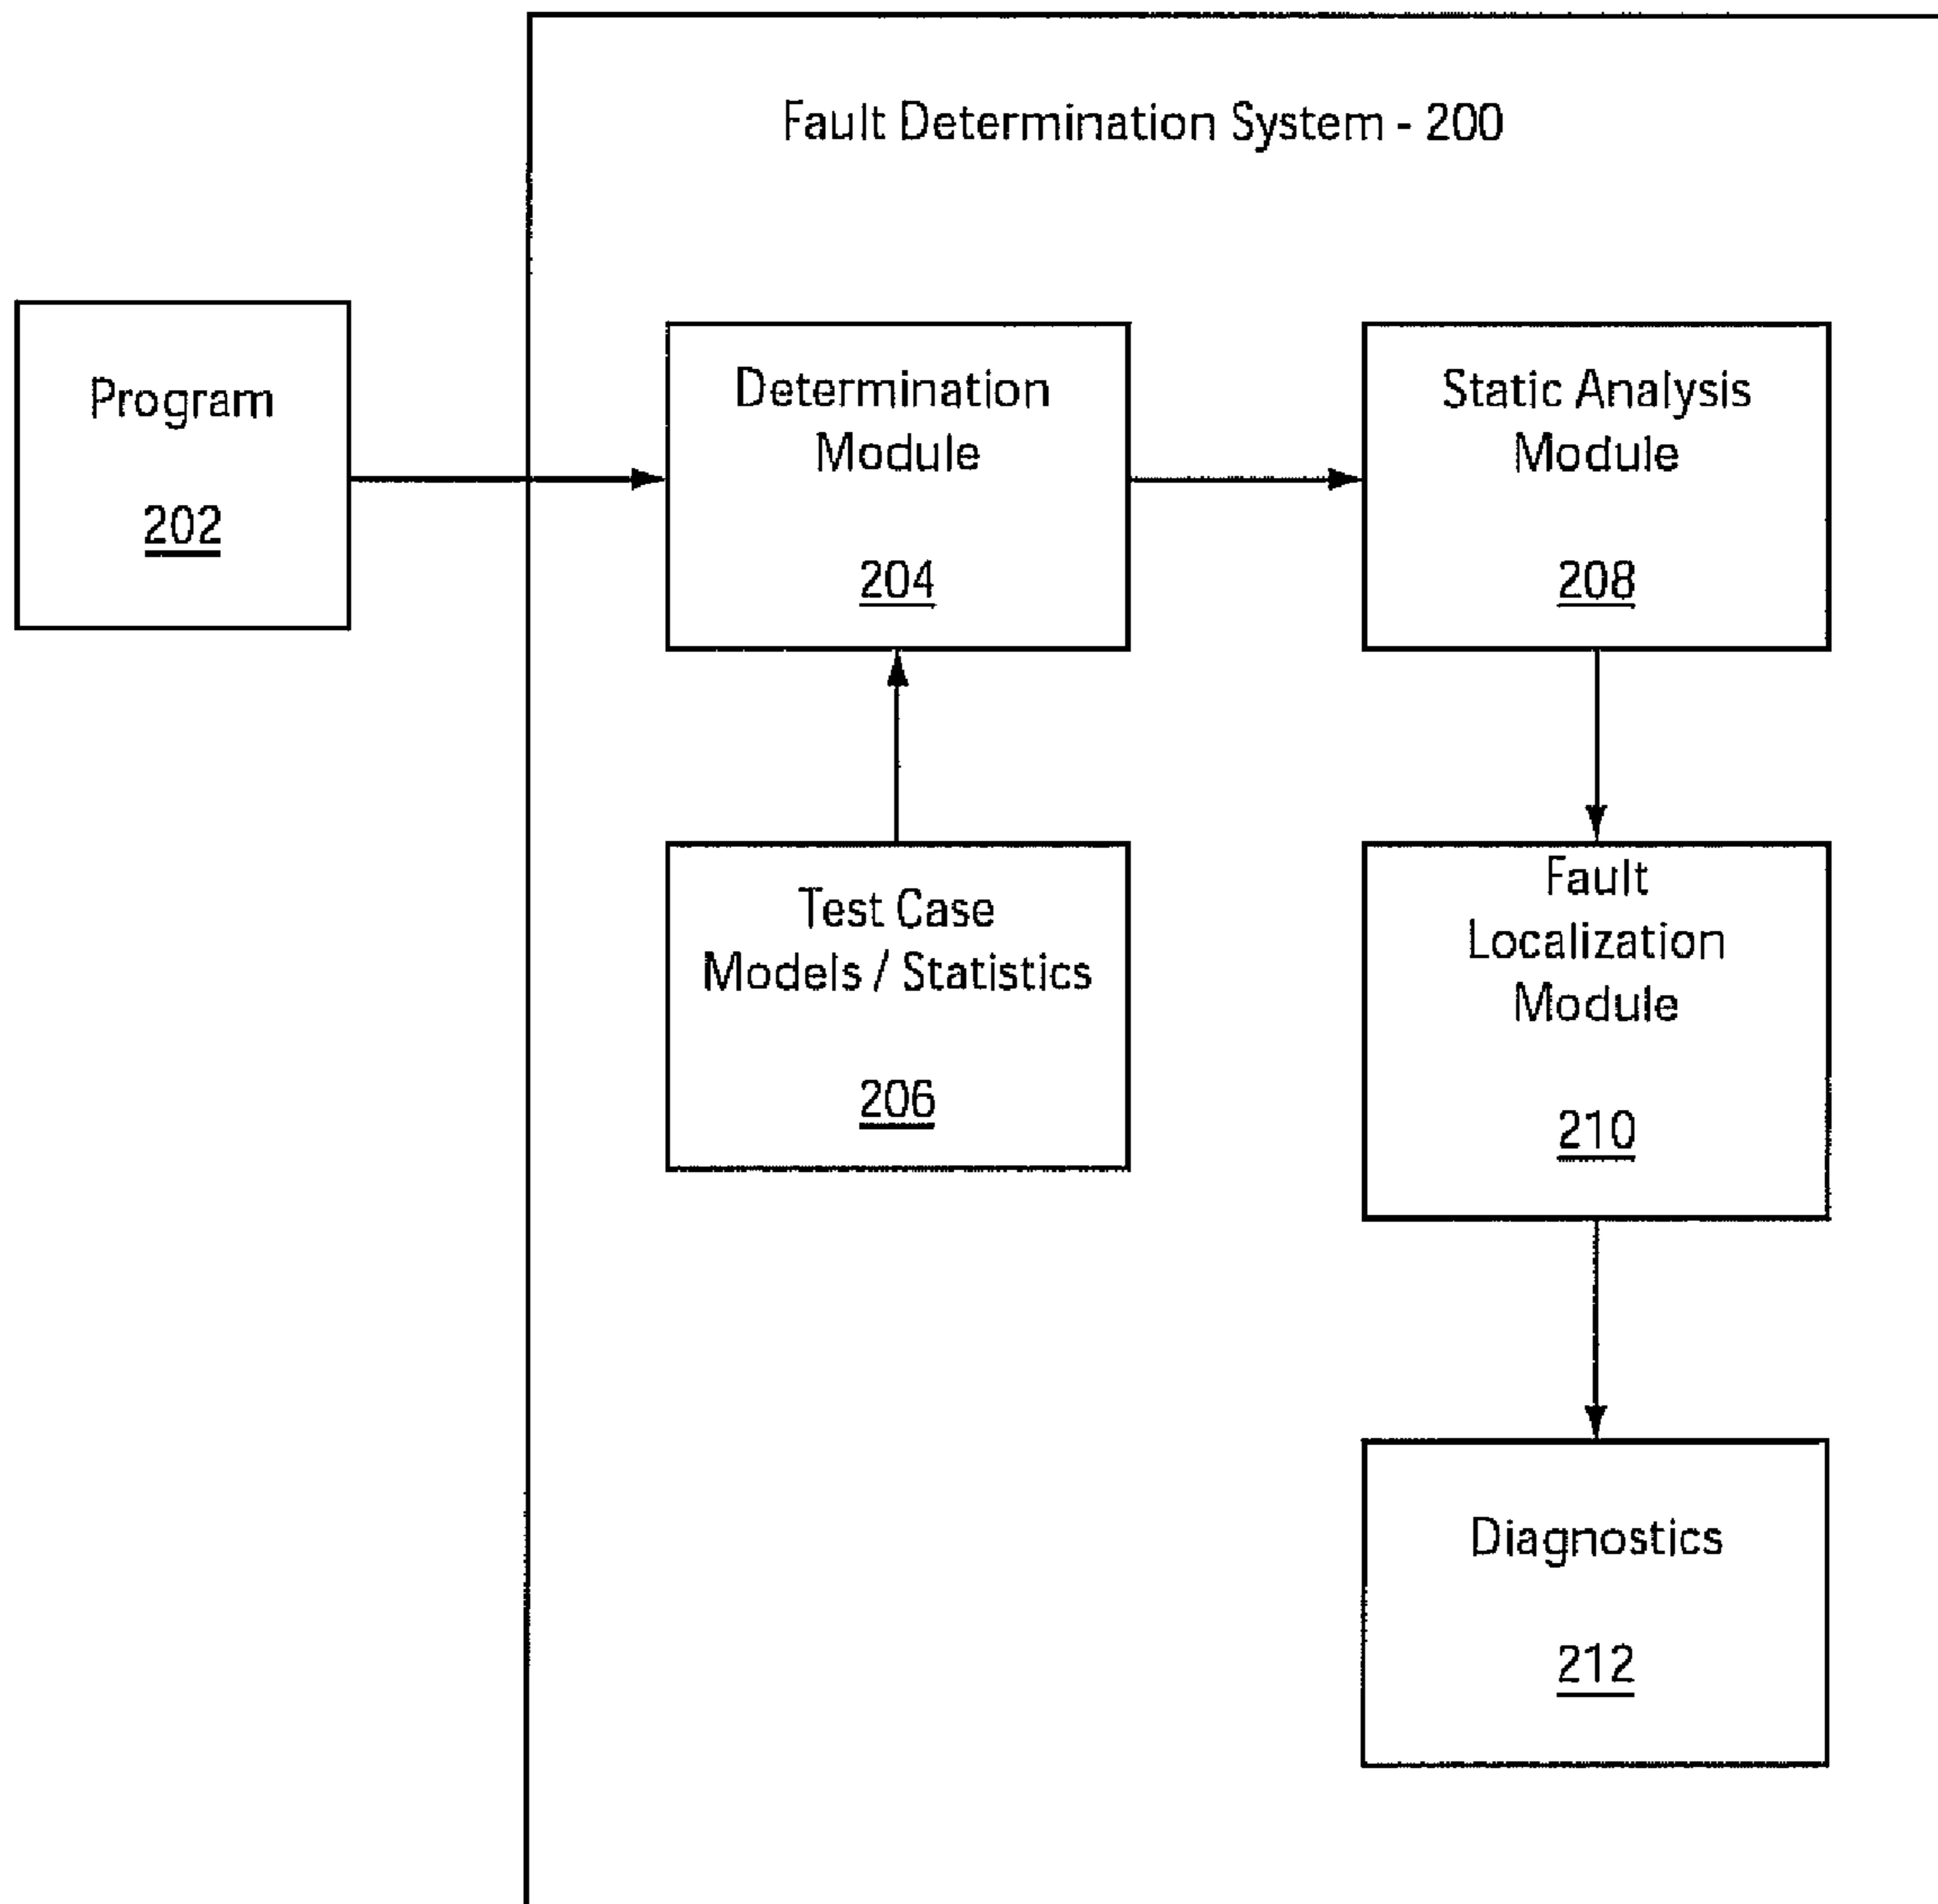 Fault Determination System - 200
Program
202
Determination
Module
204
Static Analysis
Module
208
Test Case
Models / Statistics
206
Fault
Localization
Module
210
Diagnostics
212